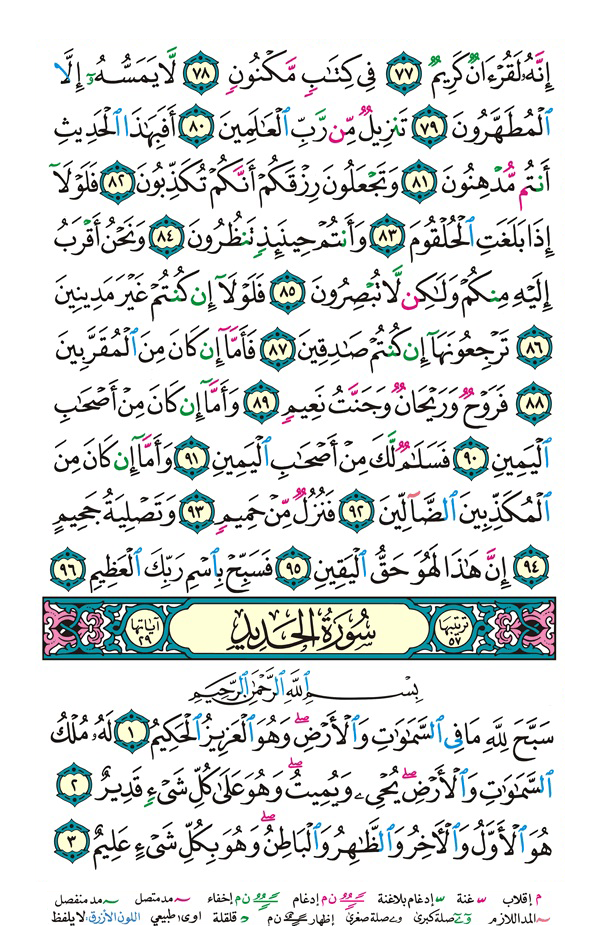 إِنَّهُۥ لَقُرْءَانٌ كَرِيمٌ ٧٧ فِى كِتَٰبٍ مَّكْنُونٍ ٧٨ لَّا يَمَسُّهُۥٓ إِلَّا
ٱلْمُطَهَّرُونَ ٧٩ تَنزِيلٌ مِّن رَّبِّ ٱلْعَٰلَمِينَ ٨٠ أَفَبِهَٰذَا ٱلْحَدِيثِ
أَنتُم مُّدْهِنُونَ ٨١ وَتَجْعَلُونَ رِزْقَكُمْ أَنَّكُمْ تُكَذِّبُونَ ٨٢ فَلَوْلَآ
إِذَا بَلَغَتِ ٱلْحُلْقُومَ ٨٣ وَأَنتُمْ حِينَئِذٍ تَنظُرُونَ ٨٤ وَنَحْنُ أَقْرَبُ
إِلَيْهِ مِنكُمْ وَلَٰكِن لَّا تُبْصِرُونَ ٨٥ فَلَوْلَآ إِن كُنتُمْ غَيْرَ مَدِينِينَ
٨٦ تَرْجِعُونَهَآ إِن كُنتُمْ صَٰدِقِينَ ٨٧ فَأَمَّآ إِن كَانَ مِنَ ٱلْمُقَرَّبِينَ
٨٨ فَرَوْحٌ وَرَيْحَانٌ وَجَنَّتُ نَعِيمٍ ٨٩ وَأَمَّآ إِن كَانَ مِنْ أَصْحَٰبِ
ٱلْيَمِينِ ٩٠ فَسَلَٰمٌ لَّكَ مِنْ أَصْحَٰبِ ٱلْيَمِينِ ٩١ وَأَمَّآ إِن كَانَ مِنَ
ٱلْمُكَذِّبِينَ ٱلضَّآلِّينَ ٩٢ فَنُزُلٌ مِّنْ حَمِيمٍ ٩٣ وَتَصْلِيَةُ جَحِيمٍ
٩٤ إِنَّ هَٰذَا لَهُوَ حَقُّ ٱلْيَقِينِ ٩٥ فَسَبِّحْ بِٱسْمِ رَبِّكَ ٱلْعَظِيمِ ٩٦
ترتيبها ٥٧ سُورَةُ الحَدِيدِ آياتها ٢٩
بِسْمِ ٱللَّهِ ٱلرَّحْمَٰنِ ٱلرَّحِيمِ
سَبَّحَ لِلَّهِ مَا فِى ٱلسَّمَٰوَٰتِ وَٱلْأَرْضِ ۖ وَهُوَ ٱلْعَزِيزُ ٱلْحَكِيمُ ١ لَهُۥ مُلْكُ
ٱلسَّمَٰوَٰتِ وَٱلْأَرْضِ ۖ يُحْىِۦ وَيُمِيتُ ۖ وَهُوَ عَلَىٰ كُلِّ شَىْءٍ قَدِيرٌ ٢
هُوَ ٱلْأَوَّلُ وَٱلْءَاخِرُ وَٱلظَّٰهِرُ وَٱلْبَاطِنُ ۖ وَهُوَ بِكُلِّ شَىْءٍ عَلِيمٌ ٣
م إقلاب غنة إدغام بلاغنة ن م إدغام ن م إخفاء مد متصل مد منفصل
المد اللازم صلة كبرى صلة صغرى إظهار ن م قلقلة اوى طبيعي اللون الأزرق: لا يلفظ